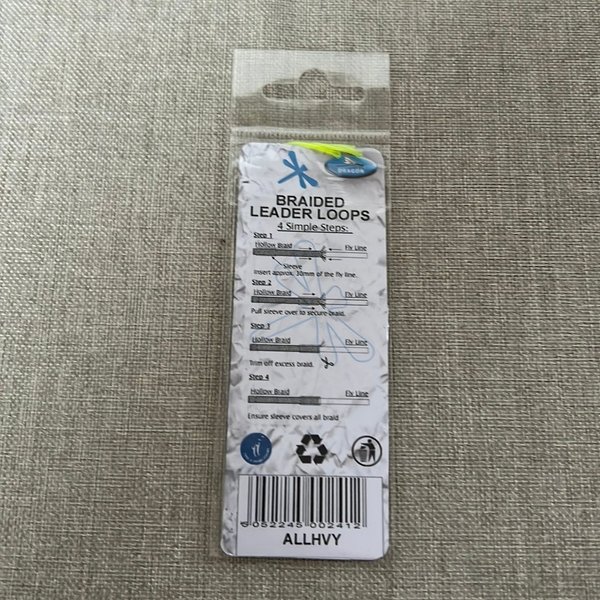 DRAGON
BRAIDED
LEADER LOOPS
4 Simple Steps:
Step 1
Hollow Braid Fly Line
Sleeve
Insert approx. 30mm of the fly line.
Step 2
Hollow Braid Fly Line
Pull sleeve over to secure braid.
Step 3
Hollow Braid Fly Line
Trim off excess braid.
Step 4
Hollow Braid Fly Line
Ensure sleeve covers all braid
5 052245 002412
ALLHVY